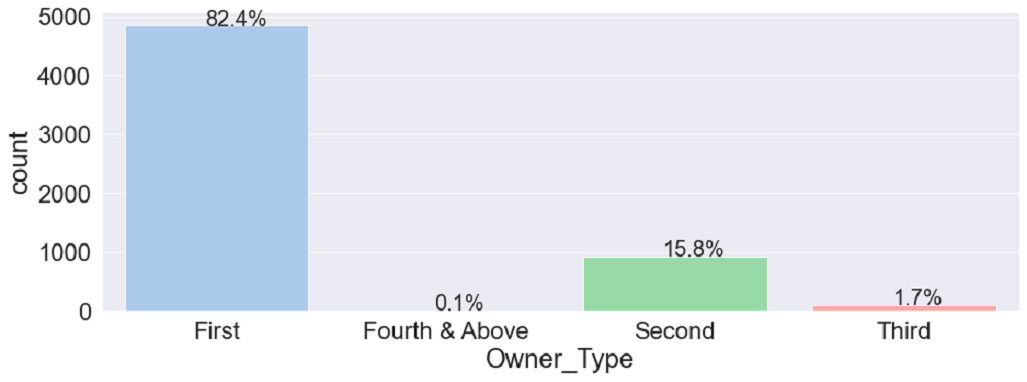 5000
4000
3000
2000
1000
0
count
82.4%
0.1%
15.8%
1.7%
First
Fourth & Above
Second
Third
Owner_Type